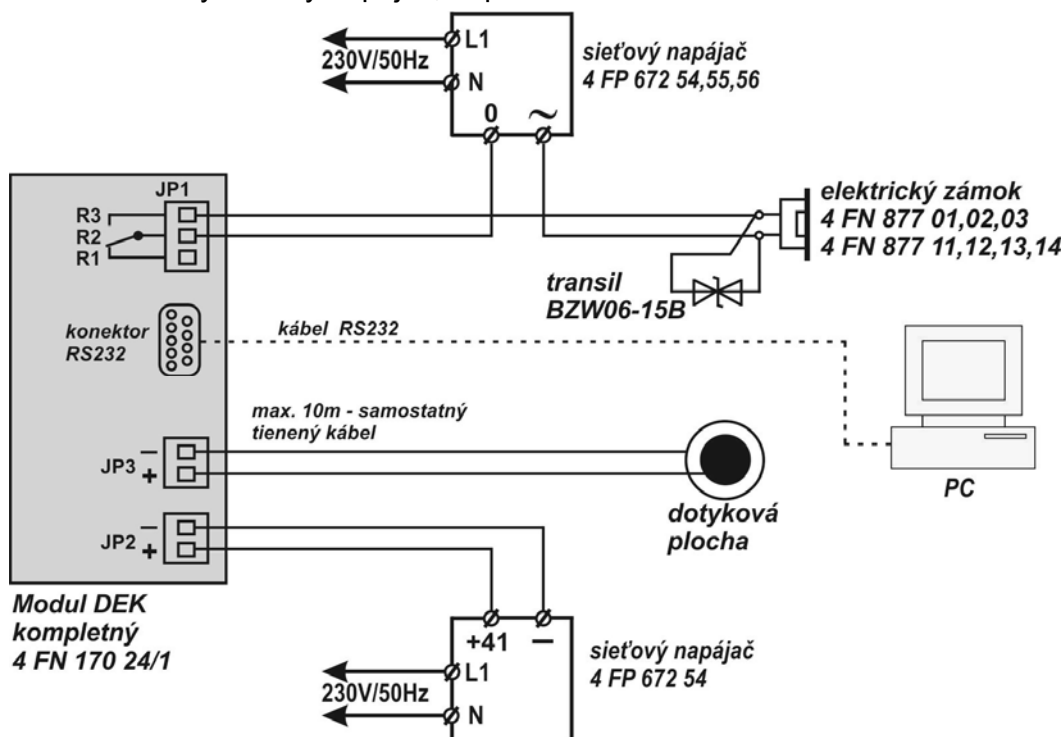 L1
230V/50Hz
N
sieťový napájač
4 FP 672 54,55,56
0 ~
JP1
R3
R2
R1
elektrický zámok
4 FN 877 01,02,03
4 FN 877 11,12,13,14
transil
BZW06-15B
konektor
RS232
kábel RS232
max. 10m - samostatný
tienený kábel
JP3
– +
PC
dotyková
plocha
JP2
– +
Modul DEK
kompletný
4 FN 170 24/1
+41 –
sieťový napájač
4 FP 672 54
L1
230V/50Hz
N